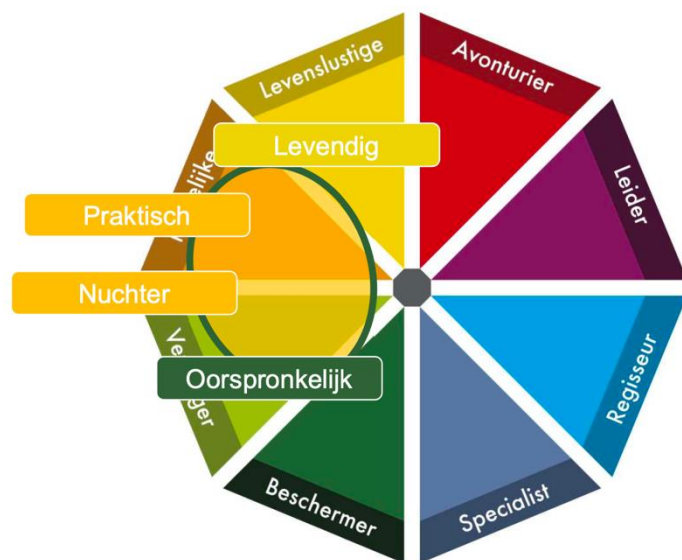 Levenslustige
Avonturier
Levendig
Leider
Praktisch
Nuchter
Oorspronkelijk
Regisseur
Beschermer
Specialist